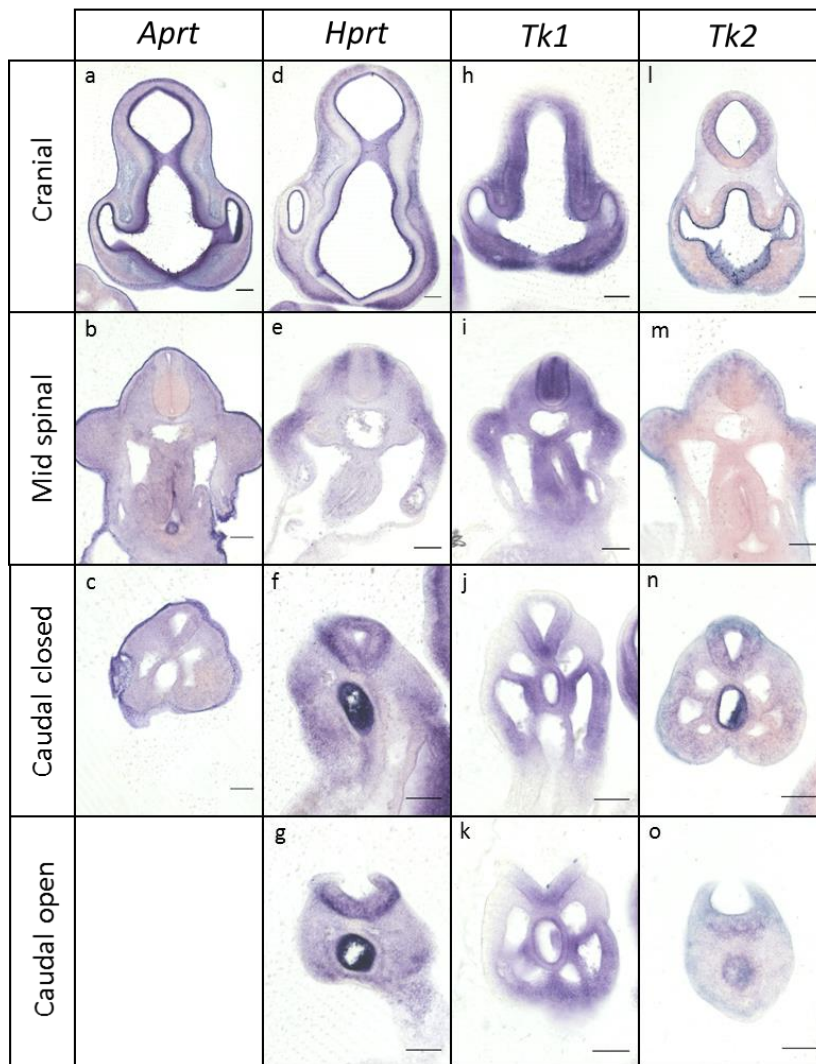 Aprt Hprt Tk1 Tk2
Cranial
a d h l
Mid spinal
b e i m
Caudal closed
c f j n
Caudal open
g k o